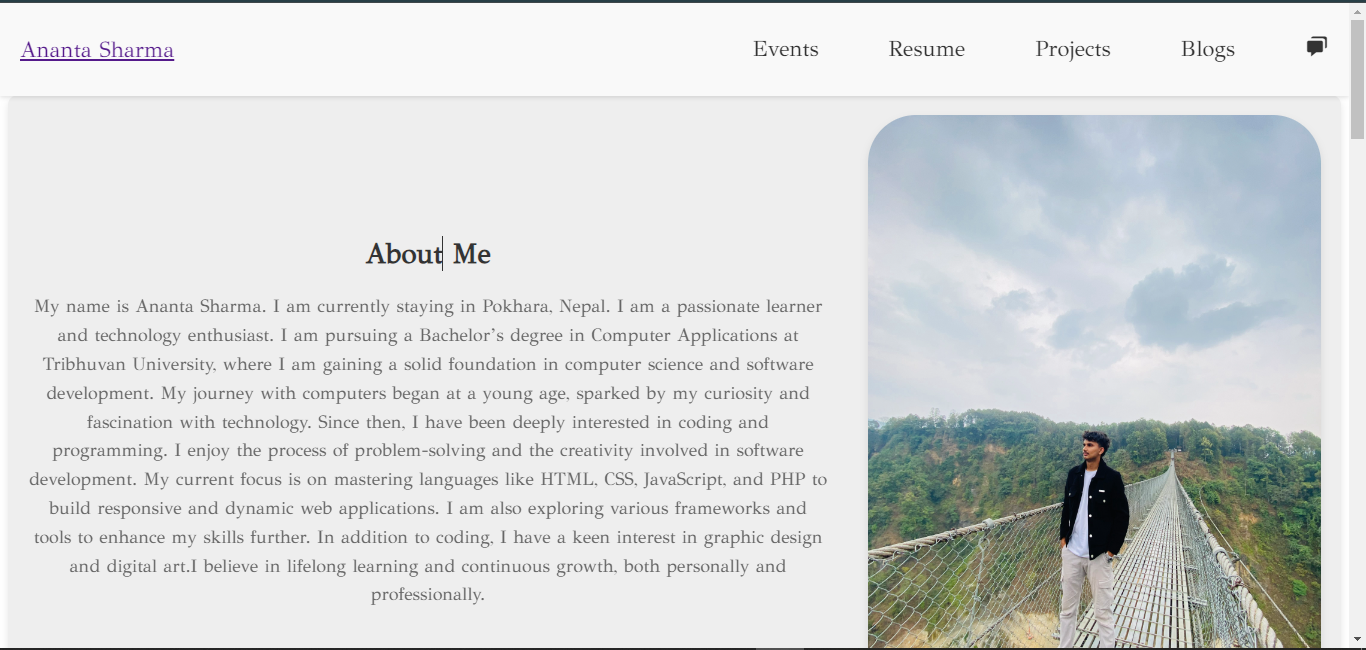 Ananta Sharma
Events
Resume
Projects
Blogs
About Me
My name is Ananta Sharma. I am currently staying in Pokhara, Nepal. I am a passionate learner
and technology enthusiast. I am pursuing a Bachelor's degree in Computer Applications at
Tribhuvan University, where I am gaining a solid foundation in computer science and software
development. My journey with computers began at a young age, sparked by my curiosity and
fascination with technology. Since then, I have been deeply interested in coding and
programming. I enjoy the process of problem-solving and the creativity involved in software
development. My current focus is on mastering languages like HTML, CSS, JavaScript, and PHP to
build responsive and dynamic web applications. I am also exploring various frameworks and
tools to enhance my skills further. In addition to coding, I have a keen interest in graphic design
and digital art.I believe in lifelong learning and continuous growth, both personally and
professionally.